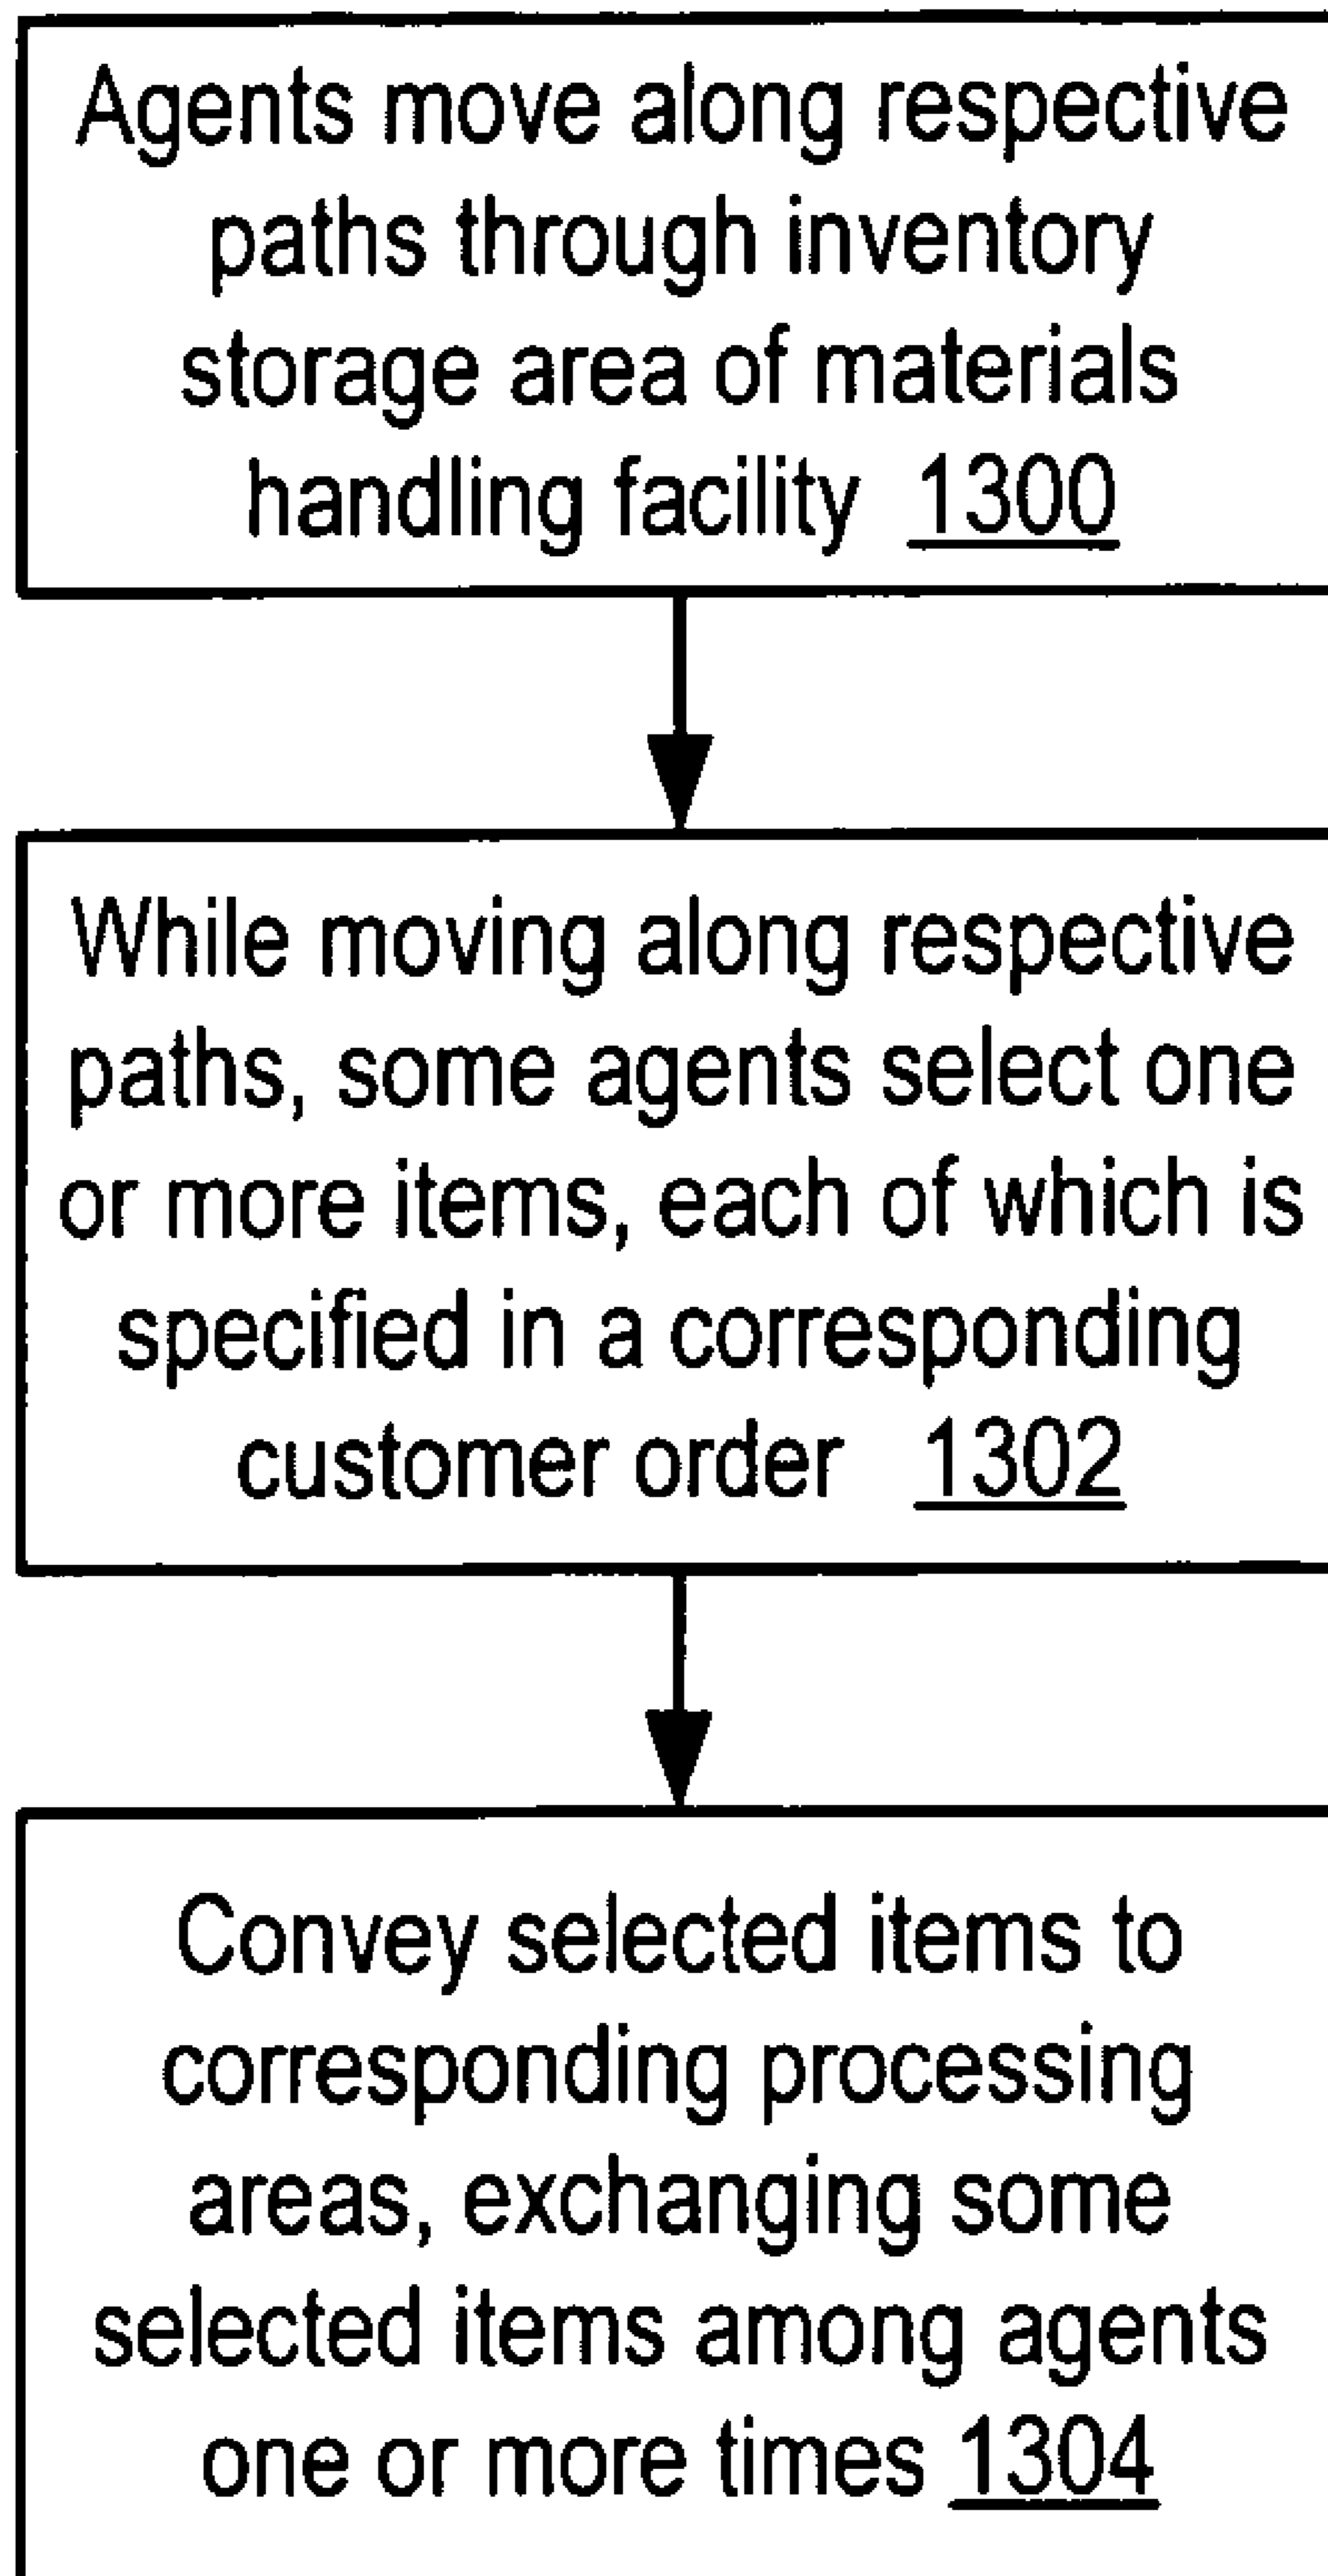 Agents move along respective
paths through inventory
storage area of materials
handling facility 1300
While moving along respective
paths, some agents select one
or more items, each of which is
specified in a corresponding
customer order 1302
Convey selected items to
corresponding processing
areas, exchanging some
selected items among agents
one or more times 1304